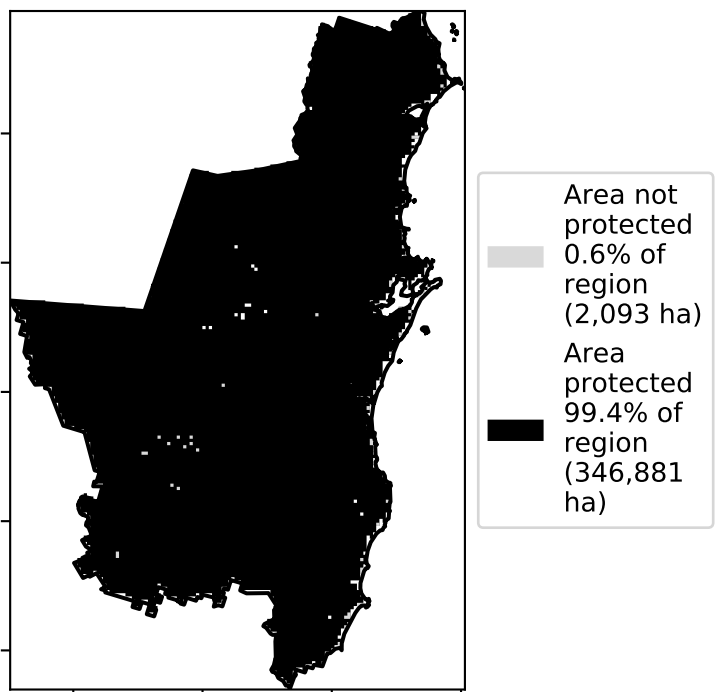 Area not
protected
0.6% of
region
(2,093 ha)
Area
protected
99.4% of
region
(346,881
ha)